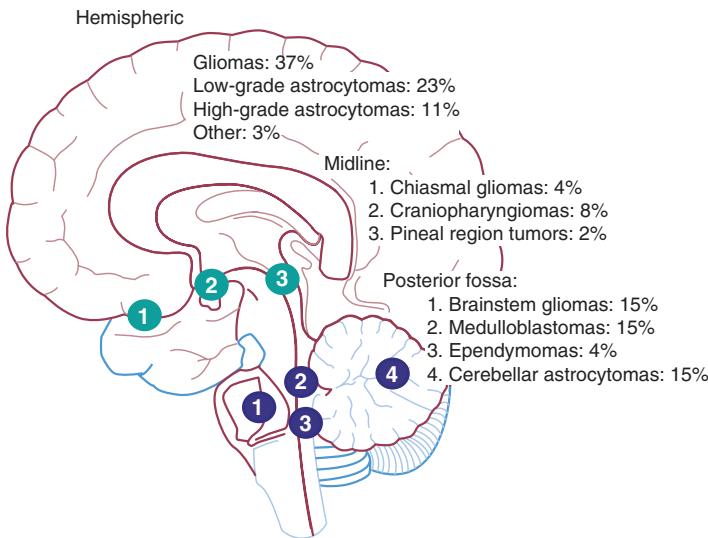 Hemispheric
Gliomas: 37%
Low-grade astrocytomas: 23%
High-grade astrocytomas: 11%
Other: 3%
Midline:
1. Chiasmal gliomas: 4%
2. Craniopharyngiomas: 8%
3. Pineal region tumors: 2%
Posterior fossa:
1. Brainstem gliomas: 15%
2. Medulloblastomas: 15%
3. Ependymomas: 4%
4. Cerebellar astrocytomas: 15%
1
2
3
1
2
3
4